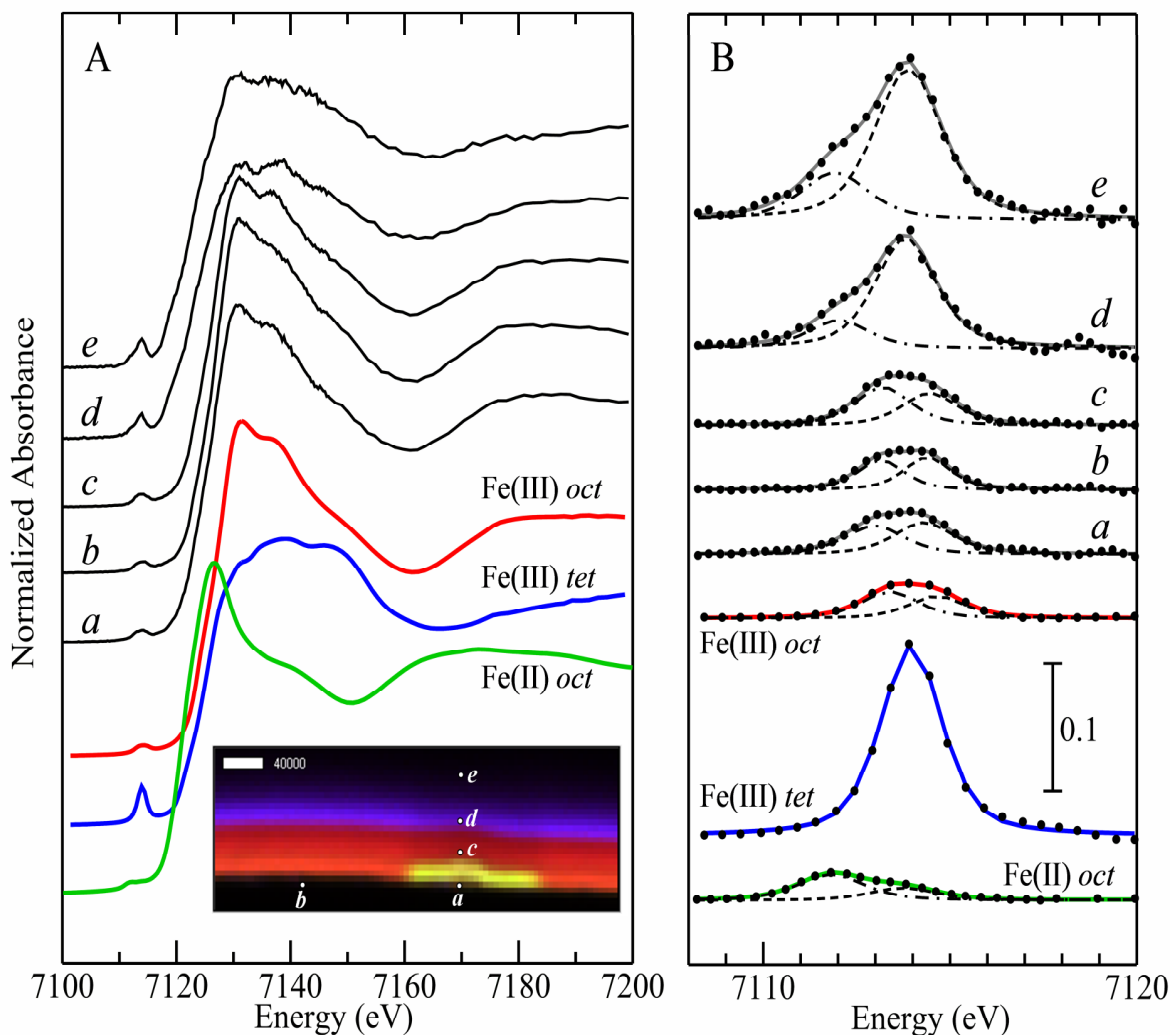 A
B
Normalized Absorbance
e
d
c
b
a
Fe(III) oct
Fe(III) tet
Fe(II) oct
40000
e
d
c
b
a
7100
7120
7140
7160
7180
7200
Energy (eV)
e
d
c
b
a
Fe(III) oct
0.1
Fe(III) tet
Fe(II) oct
7110
7120
Energy (eV)